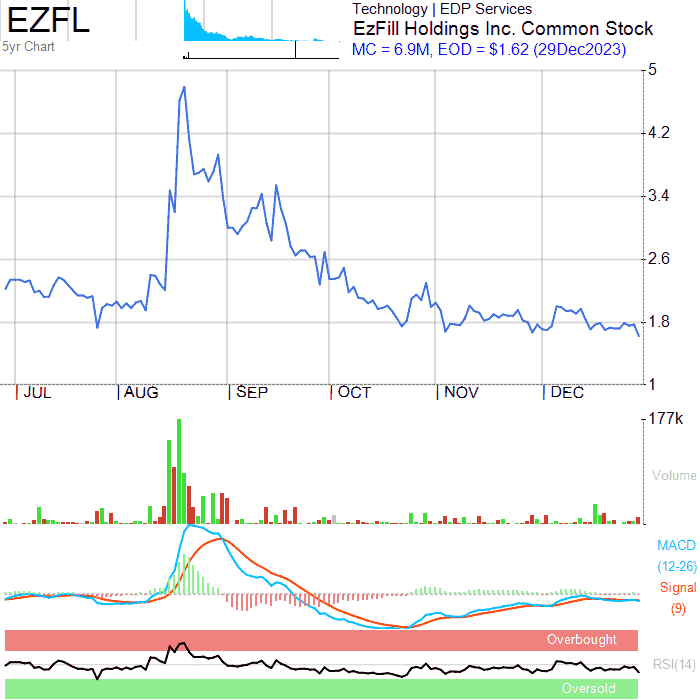 EZFL
5yr Chart
Technology | EDP Services
EzFill Holdings Inc. Common Stock
MC = 6.9M, EOD = $1.62 (29Dec2023)
5
4.2
3.4
2.6
1.8
1
JUL AUG SEP OCT NOV DEC
177k
Volume
MACD
(12-26)
Signal
(9)
Overbought
RSI(14)
Oversold